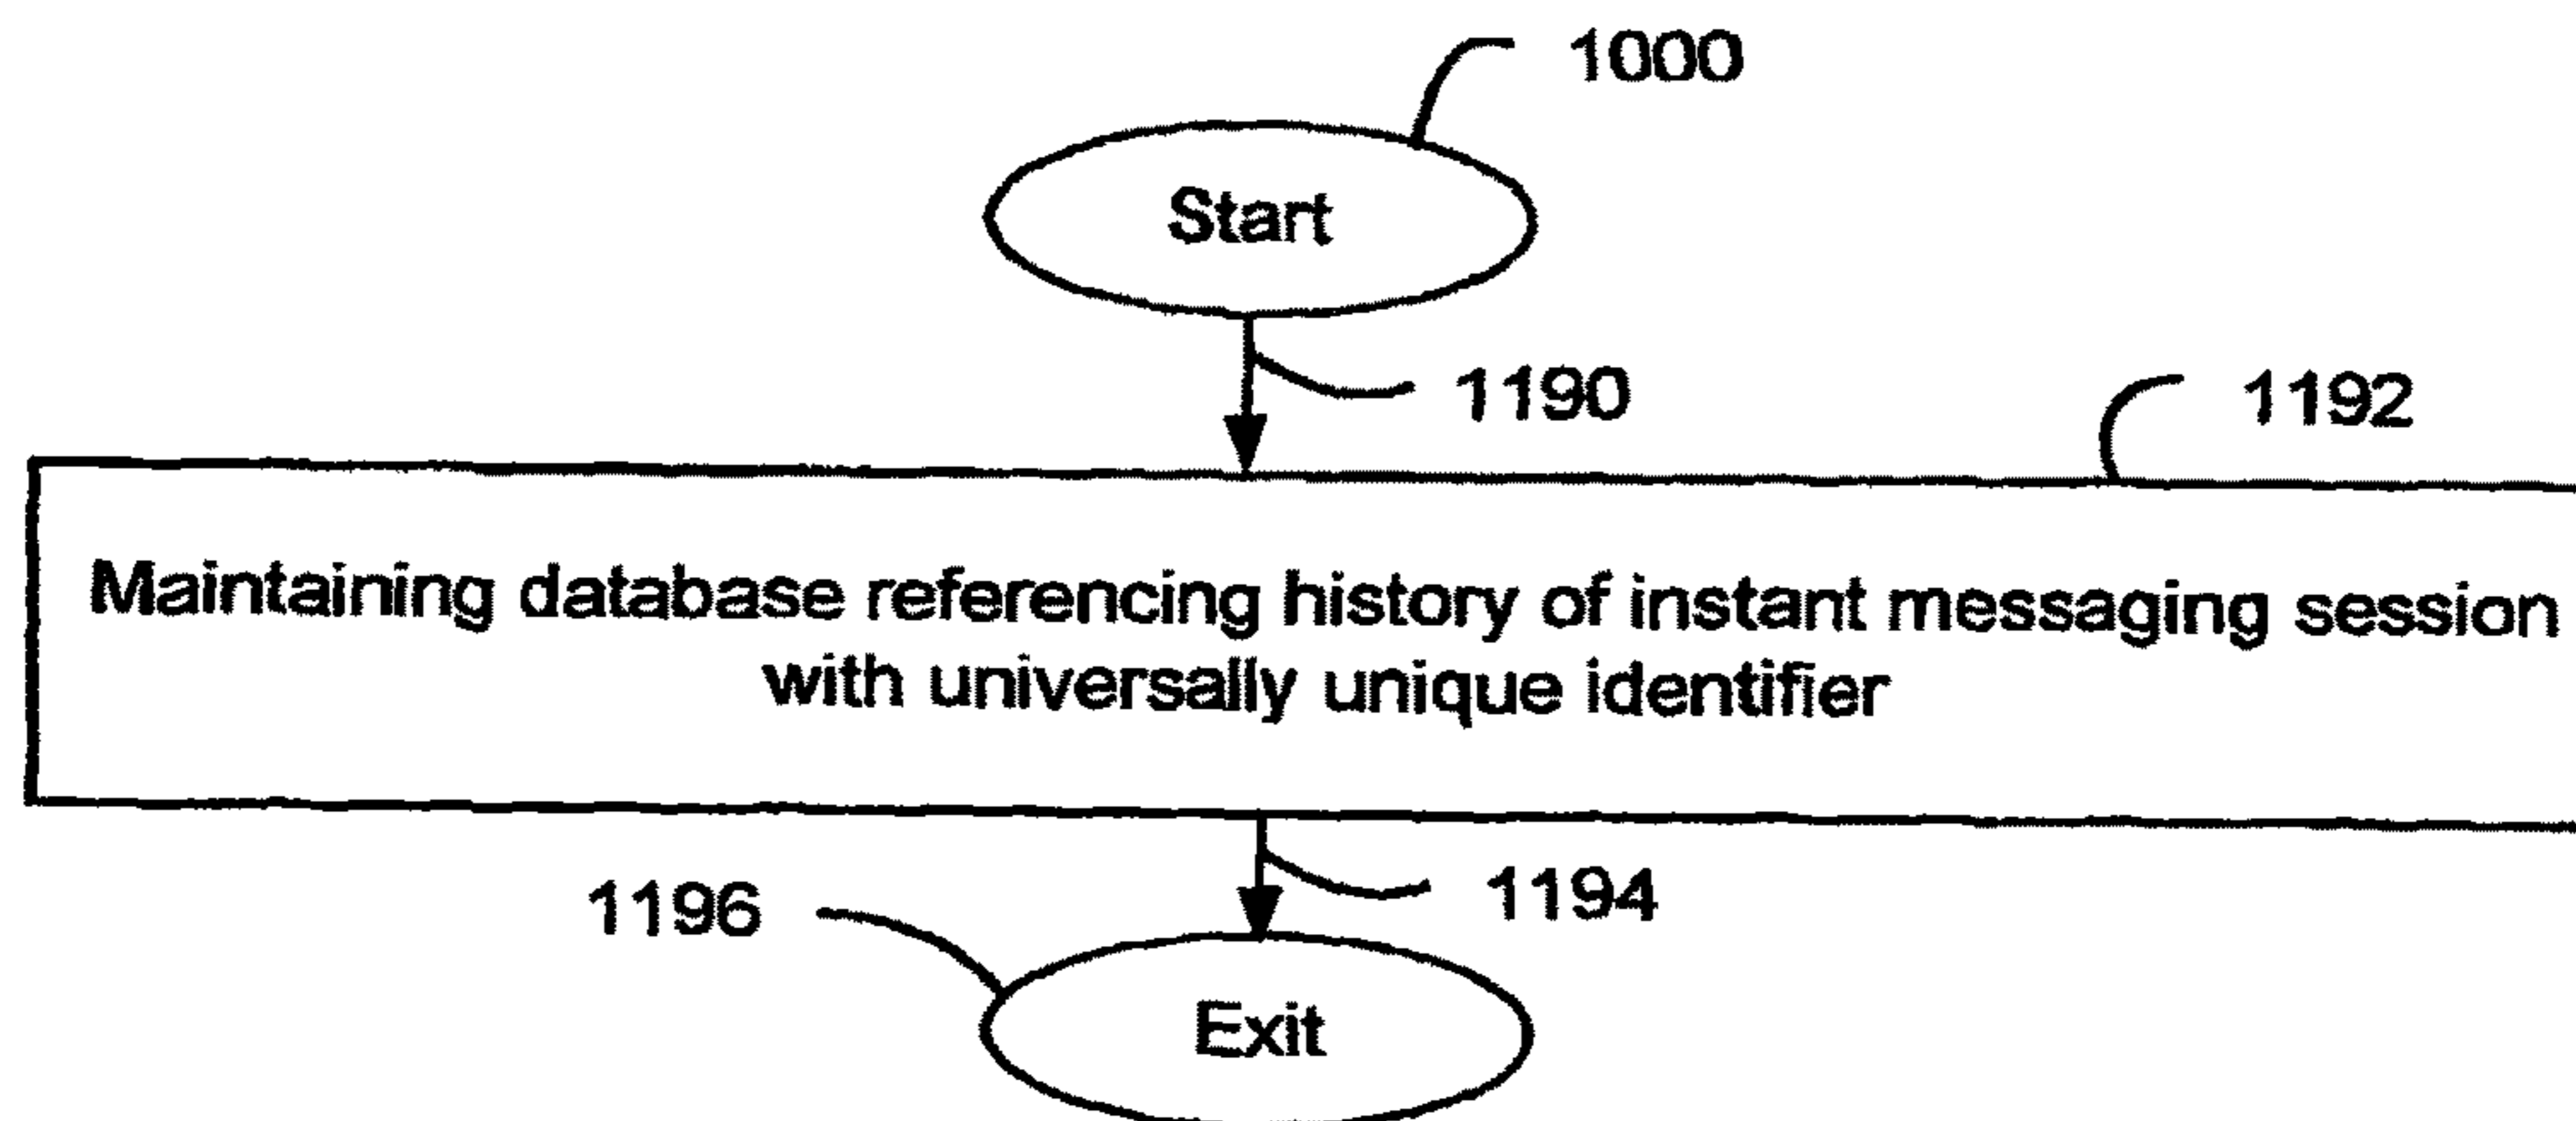 1000
Start
1190
1192
Maintaining database referencing history of instant messaging session
with universally unique identifier
1194
1196
Exit